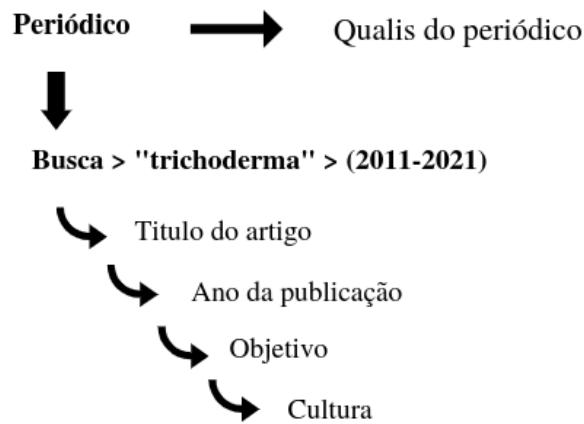 Periódico
Qualis do periódico
Busca > "trichoderma" > (2011-2021)
Titulo do artigo
Ano da publicação
Objetivo
Cultura